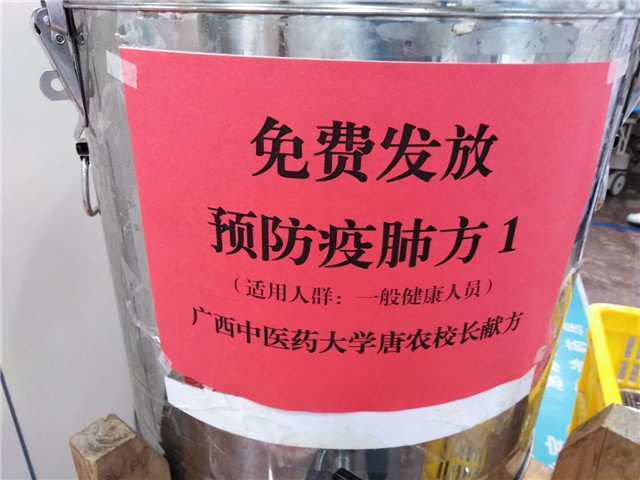 免费发放
预防疫肺方1
（适用人群：一般健康人员）
广西中医药大学唐农校长献方